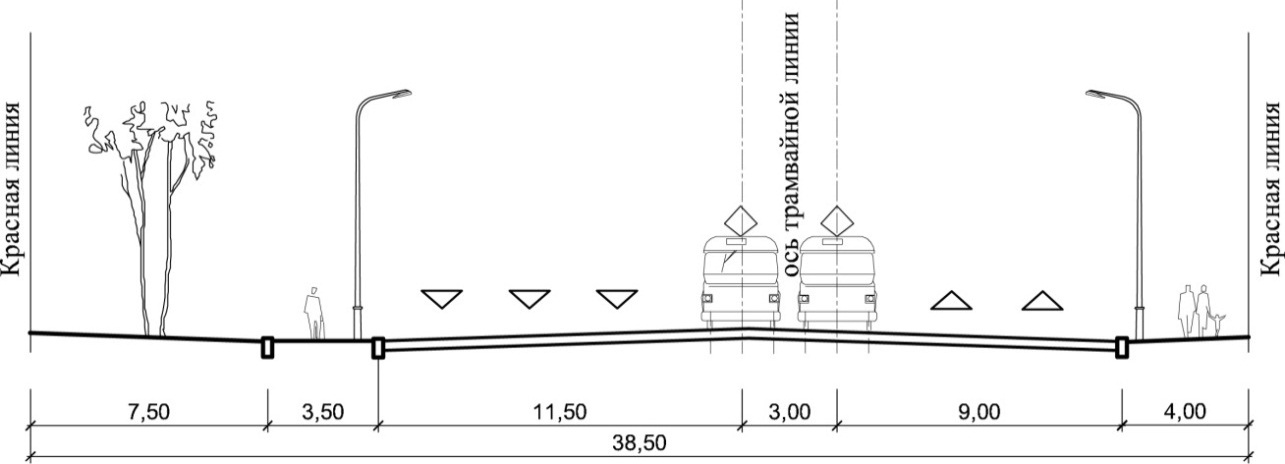 Красная линия
ось трамвайной линии
Красная линия
7,50
3,50
11,50
3,00
9,00
4,00
38,50